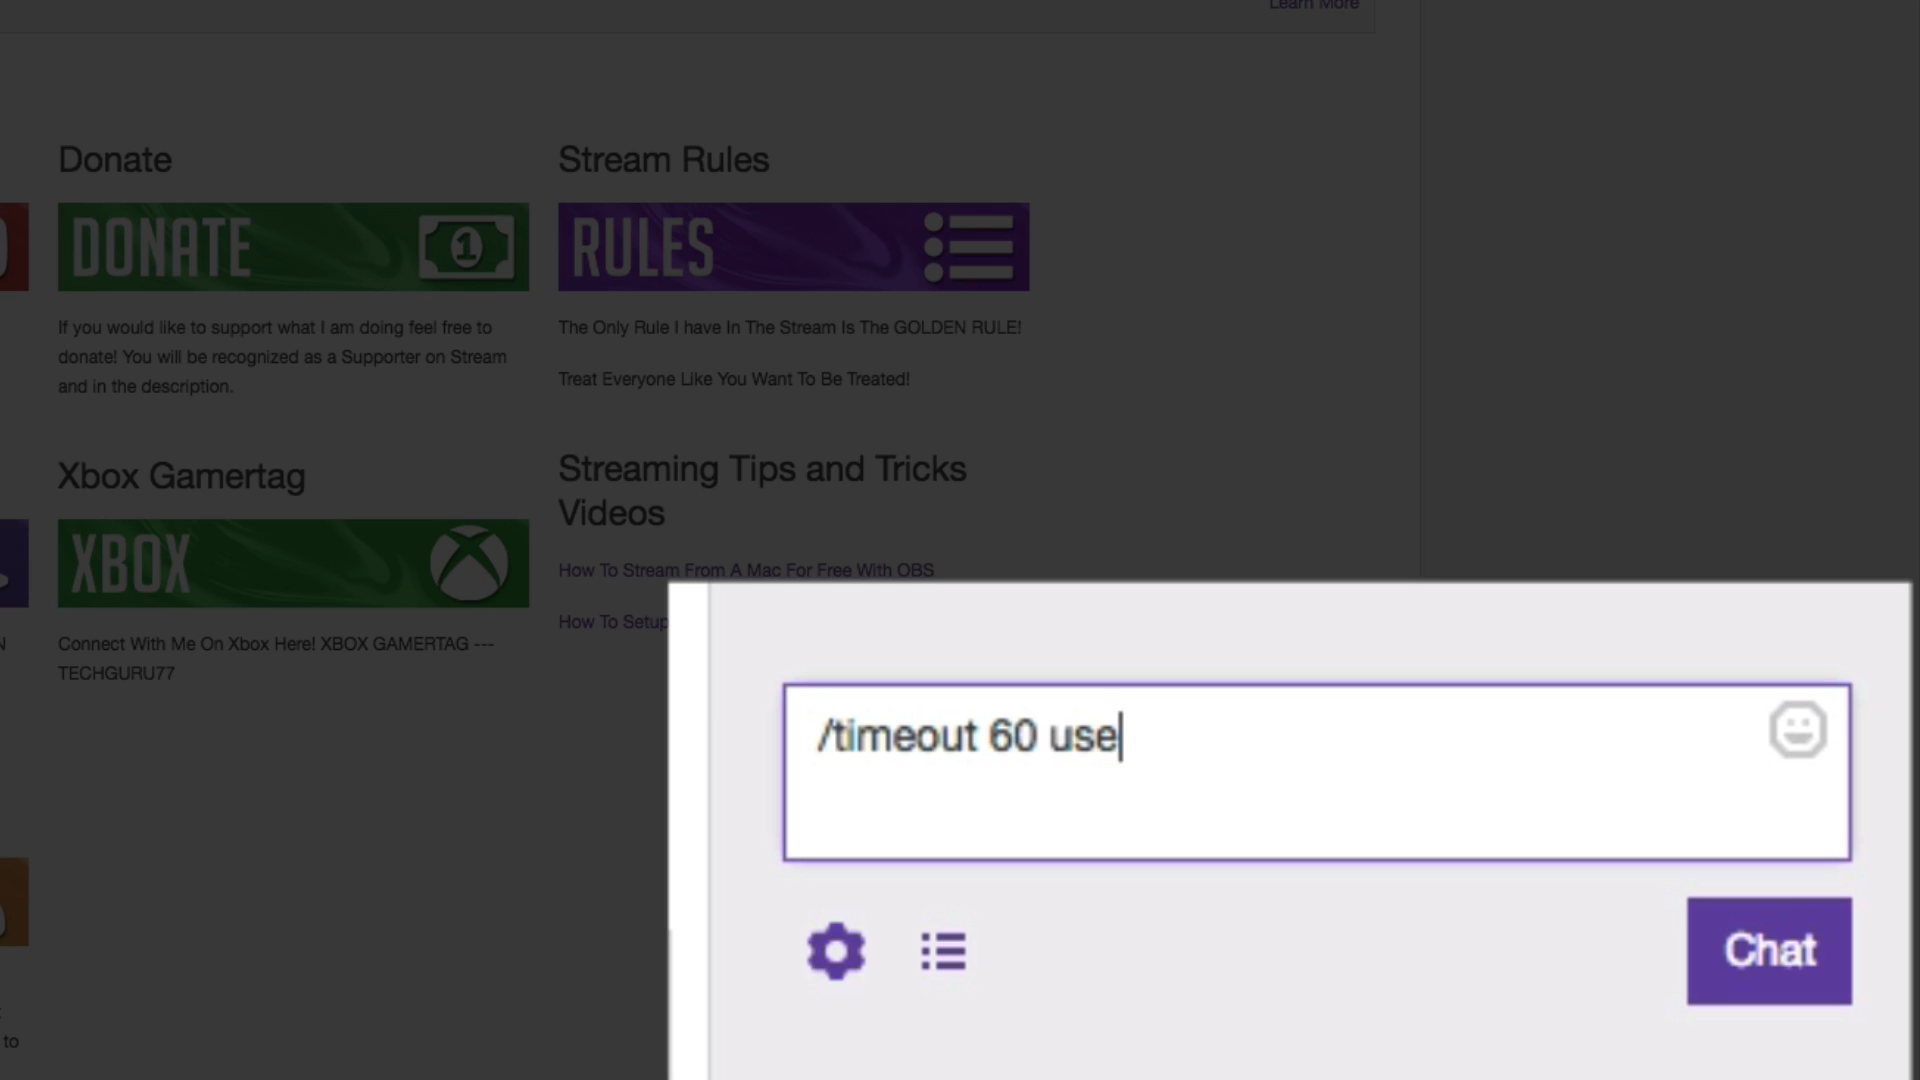 Learn More
Donate
DONATE
1
If you would like to support what I am doing feel free to
donate! You will be recognized as a Supporter on Stream
and in the description.
Stream Rules
RULES
The Only Rule I have In The Stream Is The GOLDEN RULE!
Treat Everyone Like You Want To Be Treated!
Xbox Gamertag
XBOX
Connect With Me On Xbox Here! XBOX GAMERTAG ---
TECHGURU77
Streaming Tips and Tricks
Videos
How To Stream From A Mac For Free With OBS
How To Setup
to
/timeout 60 use
Chat